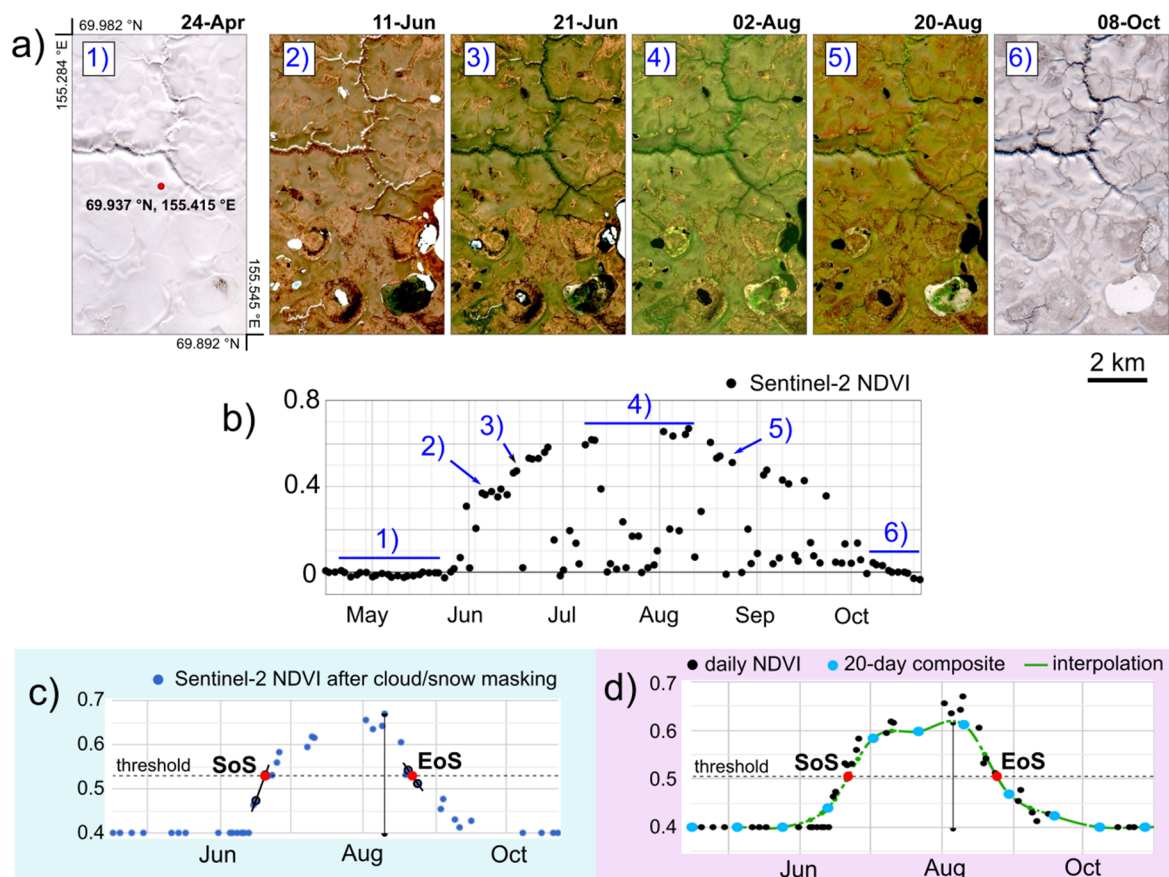 a)
69.982 °N
24-Apr
11-Jun
21-Jun
02-Aug
20-Aug
08-Oct
155.284 °E
1)
2)
3)
4)
5)
6)
69.937 °N, 155.415 °E
155.545 °E
69.892 °N
2 km
b)
Sentinel-2 NDVI
0.8
4)
3)
5)
2)
0.4
1)
6)
0
May
Jun
Jul
Aug
Sep
Oct
c)
Sentinel-2 NDVI after cloud/snow masking
0.7
0.6
SoS
EoS
threshold
0.5
0.4
Jun
Aug
Oct
d)
daily NDVI
20-day composite
interpolation
0.7
0.6
SoS
EoS
threshold
0.5
0.4
Jun
Aug
Oct